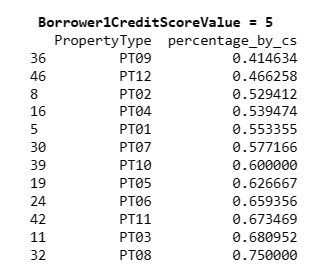 Borrower1CreditScoreValue = 5
PropertyType percentage_by_cs
36 PT09 0.414634
46 PT12 0.466258
8 PT02 0.529412
16 PT04 0.539474
5 PT01 0.553355
30 PT07 0.577166
39 PT10 0.600000
19 PT05 0.626667
24 PT06 0.659356
42 PT11 0.673469
11 PT03 0.680952
32 PT08 0.750000